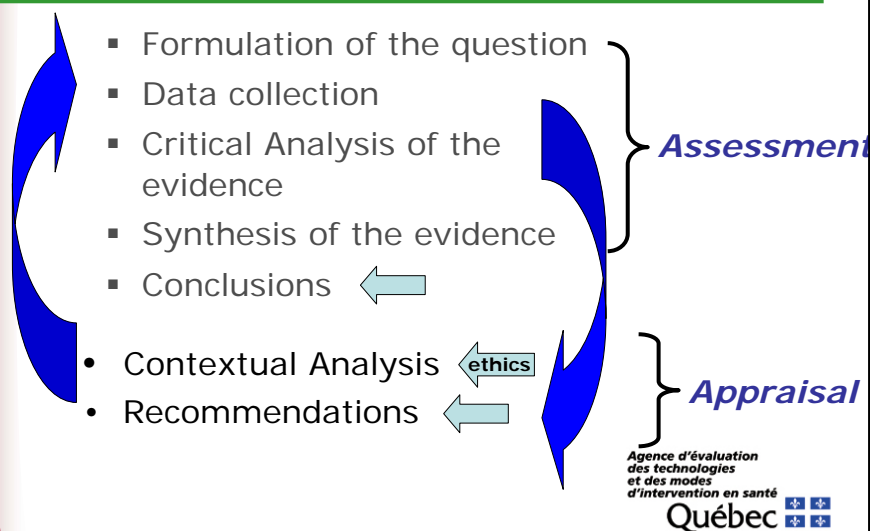 ▪ Formulation of the question
▪ Data collection
▪ Critical Analysis of the
evidence
▪ Synthesis of the evidence
▪ Conclusions
Assessment
• Contextual Analysis
ethics
• Recommendations
Appraisal
Agence d'évaluation
des technologies
et des modes
d'intervention en santé
Québec